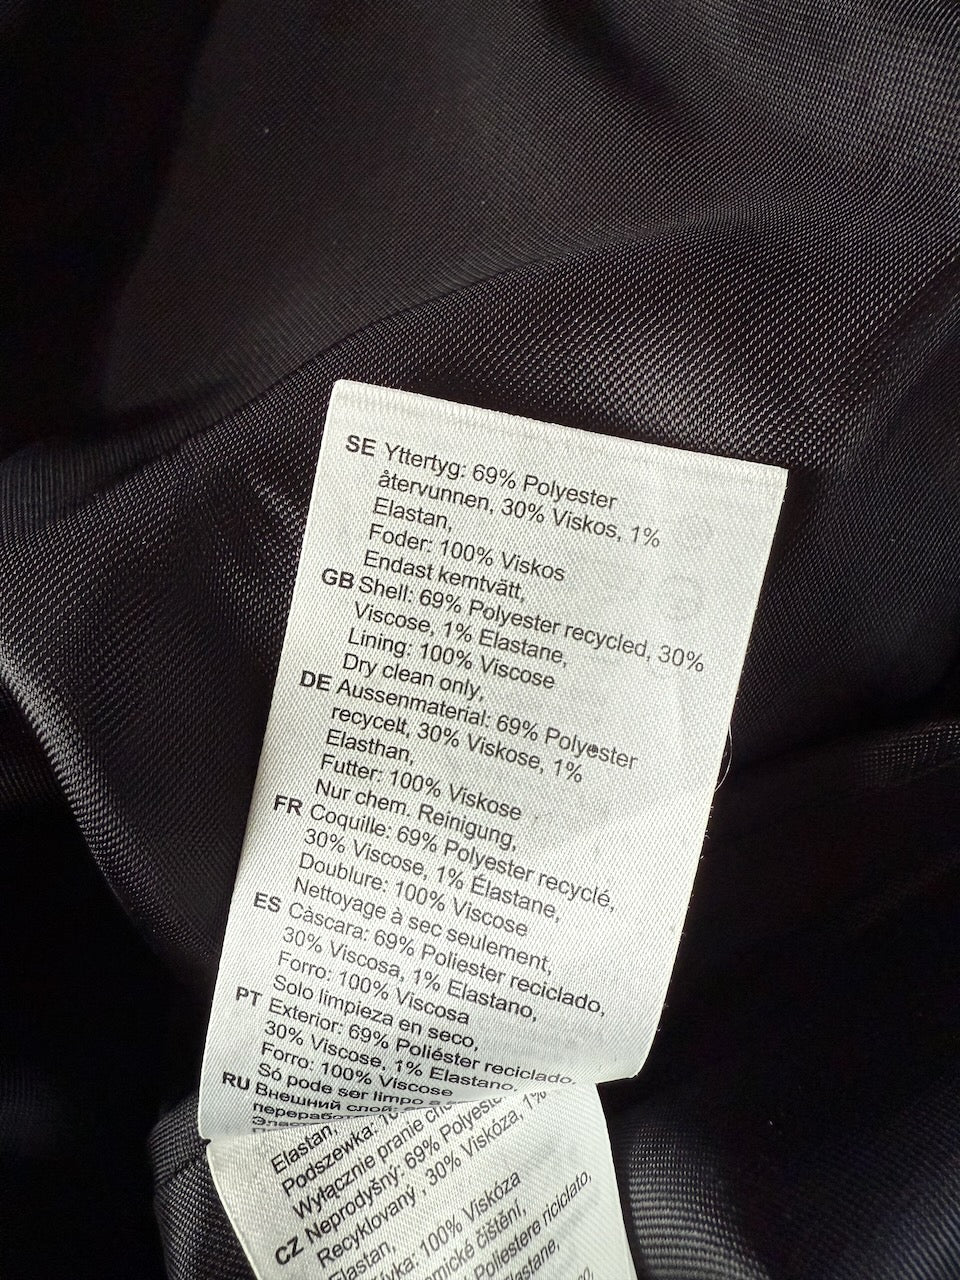 SE Yttertyg: 69% Polyester
återvunnen, 30% Viskos, 1%
Elastan,
Foder: 100% Viskos
Endast kemtvätt,
GB Shell: 69% Polyester recycled, 30%
Viscose, 1% Elastane,
Lining: 100% Viscose
Dry clean only,
DE Aussenmaterial: 69% Polyester
recycelt, 30% Viskose, 1%
Elasthan,
Futter: 100% Viskose
Nur chem. Reinigung,
FR Coquille: 69% Polyester recyclé,
30% Viscose, 1% Élastane,
Doublure: 100% Viscose
Nettoyage à sec seulement,
ES Càscara: 69% Poliester reciclado,
30% Viscosa, 1% Elastano,
Forro: 100% Viscosa
Solo limpieza en seco,
PT Exterior: 69% Poliéster reciclado,
30% Viscose, 1% Elastano,
Forro: 100% Viscose
Só pode ser limpo a
RU Внешний слой:
Elastan,
Podszewka:
Wyłącznie pranie
CZ Neprodyšný: 69% Polyeste
Recyklovaný, 30% Viskóza, 1%
Elastan,
100% Viskóza
čištění,
Poliestere riciclato,